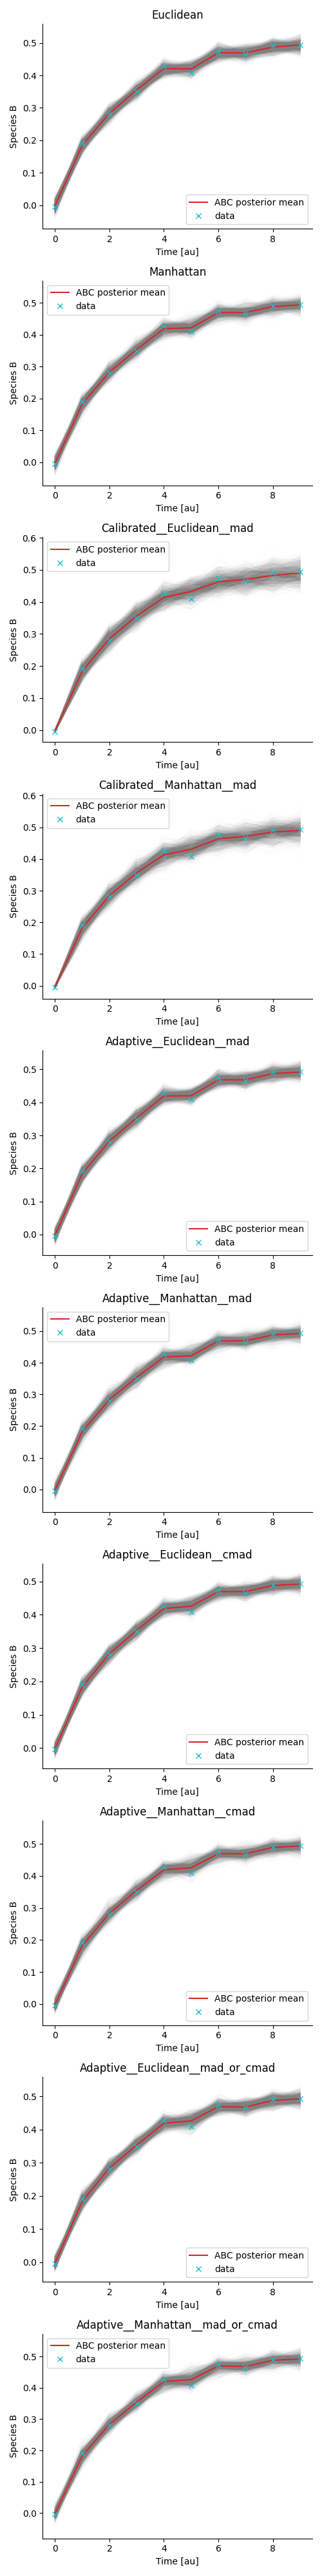 Euclidean
0.5
0.4
0.3
0.2
0.1
0.0
Species B
ABC posterior mean
data
0 2 4 6 8
Time [au]
Manhattan
ABC posterior mean
data
0.5
0.4
0.3
0.2
0.1
0.0
Species B
0 2 4 6 8
Time [au]
Calibrated__Euclidean__mad
0.6
ABC posterior mean
data
0.5
0.4
0.3
0.2
0.1
0.0
Species B
0 2 4 6 8
Time [au]
Calibrated__Manhattan__mad
0.6
ABC posterior mean
data
0.5
0.4
0.3
0.2
0.1
0.0
Species B
0 2 4 6 8
Time [au]
Adaptive__Euclidean__mad
0.5
0.4
0.3
0.2
0.1
0.0
Species B
ABC posterior mean
data
0 2 4 6 8
Time [au]
Adaptive__Manhattan__mad
ABC posterior mean
data
0.5
0.4
0.3
0.2
0.1
0.0
Species B
0 2 4 6 8
Time [au]
Adaptive__Euclidean__cmad
0.5
0.4
0.3
0.2
0.1
0.0
Species B
ABC posterior mean
data
0 2 4 6 8
Time [au]
Adaptive__Manhattan__cmad
0.5
0.4
0.3
0.2
0.1
0.0
Species B
ABC posterior mean
data
0 2 4 6 8
Time [au]
Adaptive__Euclidean__mad_or_cmad
0.5
0.4
0.3
0.2
0.1
0.0
Species B
ABC posterior mean
data
0 2 4 6 8
Time [au]
Adaptive__Manhattan__mad_or_cmad
ABC posterior mean
data
0.5
0.4
0.3
0.2
0.1
0.0
Species B
0 2 4 6 8
Time [au]